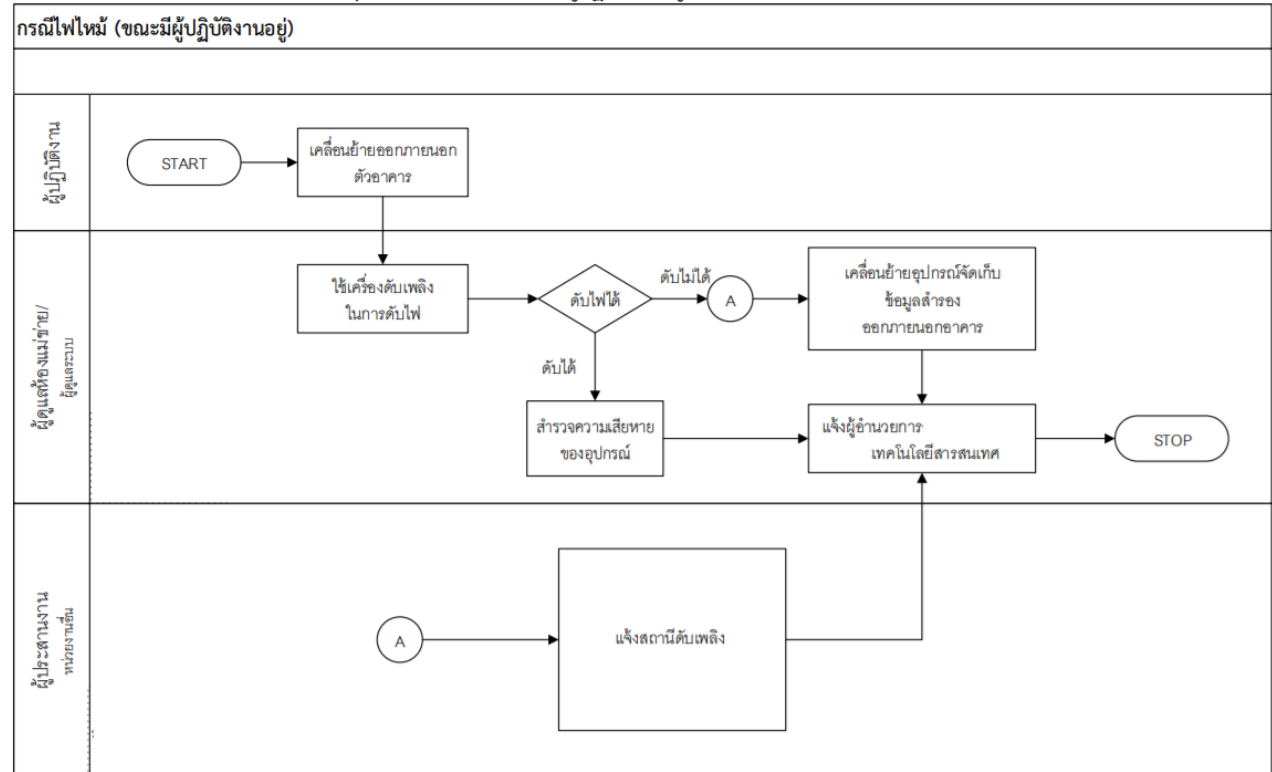 กรณีไฟไหม้ (ขณะมีผู้ปฏิบัติงานอยู่)
ผู้ปฏิบัติงาน
START
เคลื่อนย้ายออกภายนอก
ตัวอาคาร
ผู้ดูแลห้องแม่ข่าย/
ผู้ดูแลระบบ
ใช้เครื่องดับเพลิง
ในการดับไฟ
ดับไฟได้
ดับไม่ได้
A
เคลื่อนย้ายอุปกรณ์จัดเก็บ
ข้อมูลสำรอง
ออกภายนอกอาคาร
ดับได้
สำรวจความเสียหาย
ของอุปกรณ์
แจ้งผู้อำนวยการ
เทคโนโลยีสารสนเทศ
STOP
ผู้ประสานงาน
หน่วยงานอื่น
A
แจ้งสถานีดับเพลิง